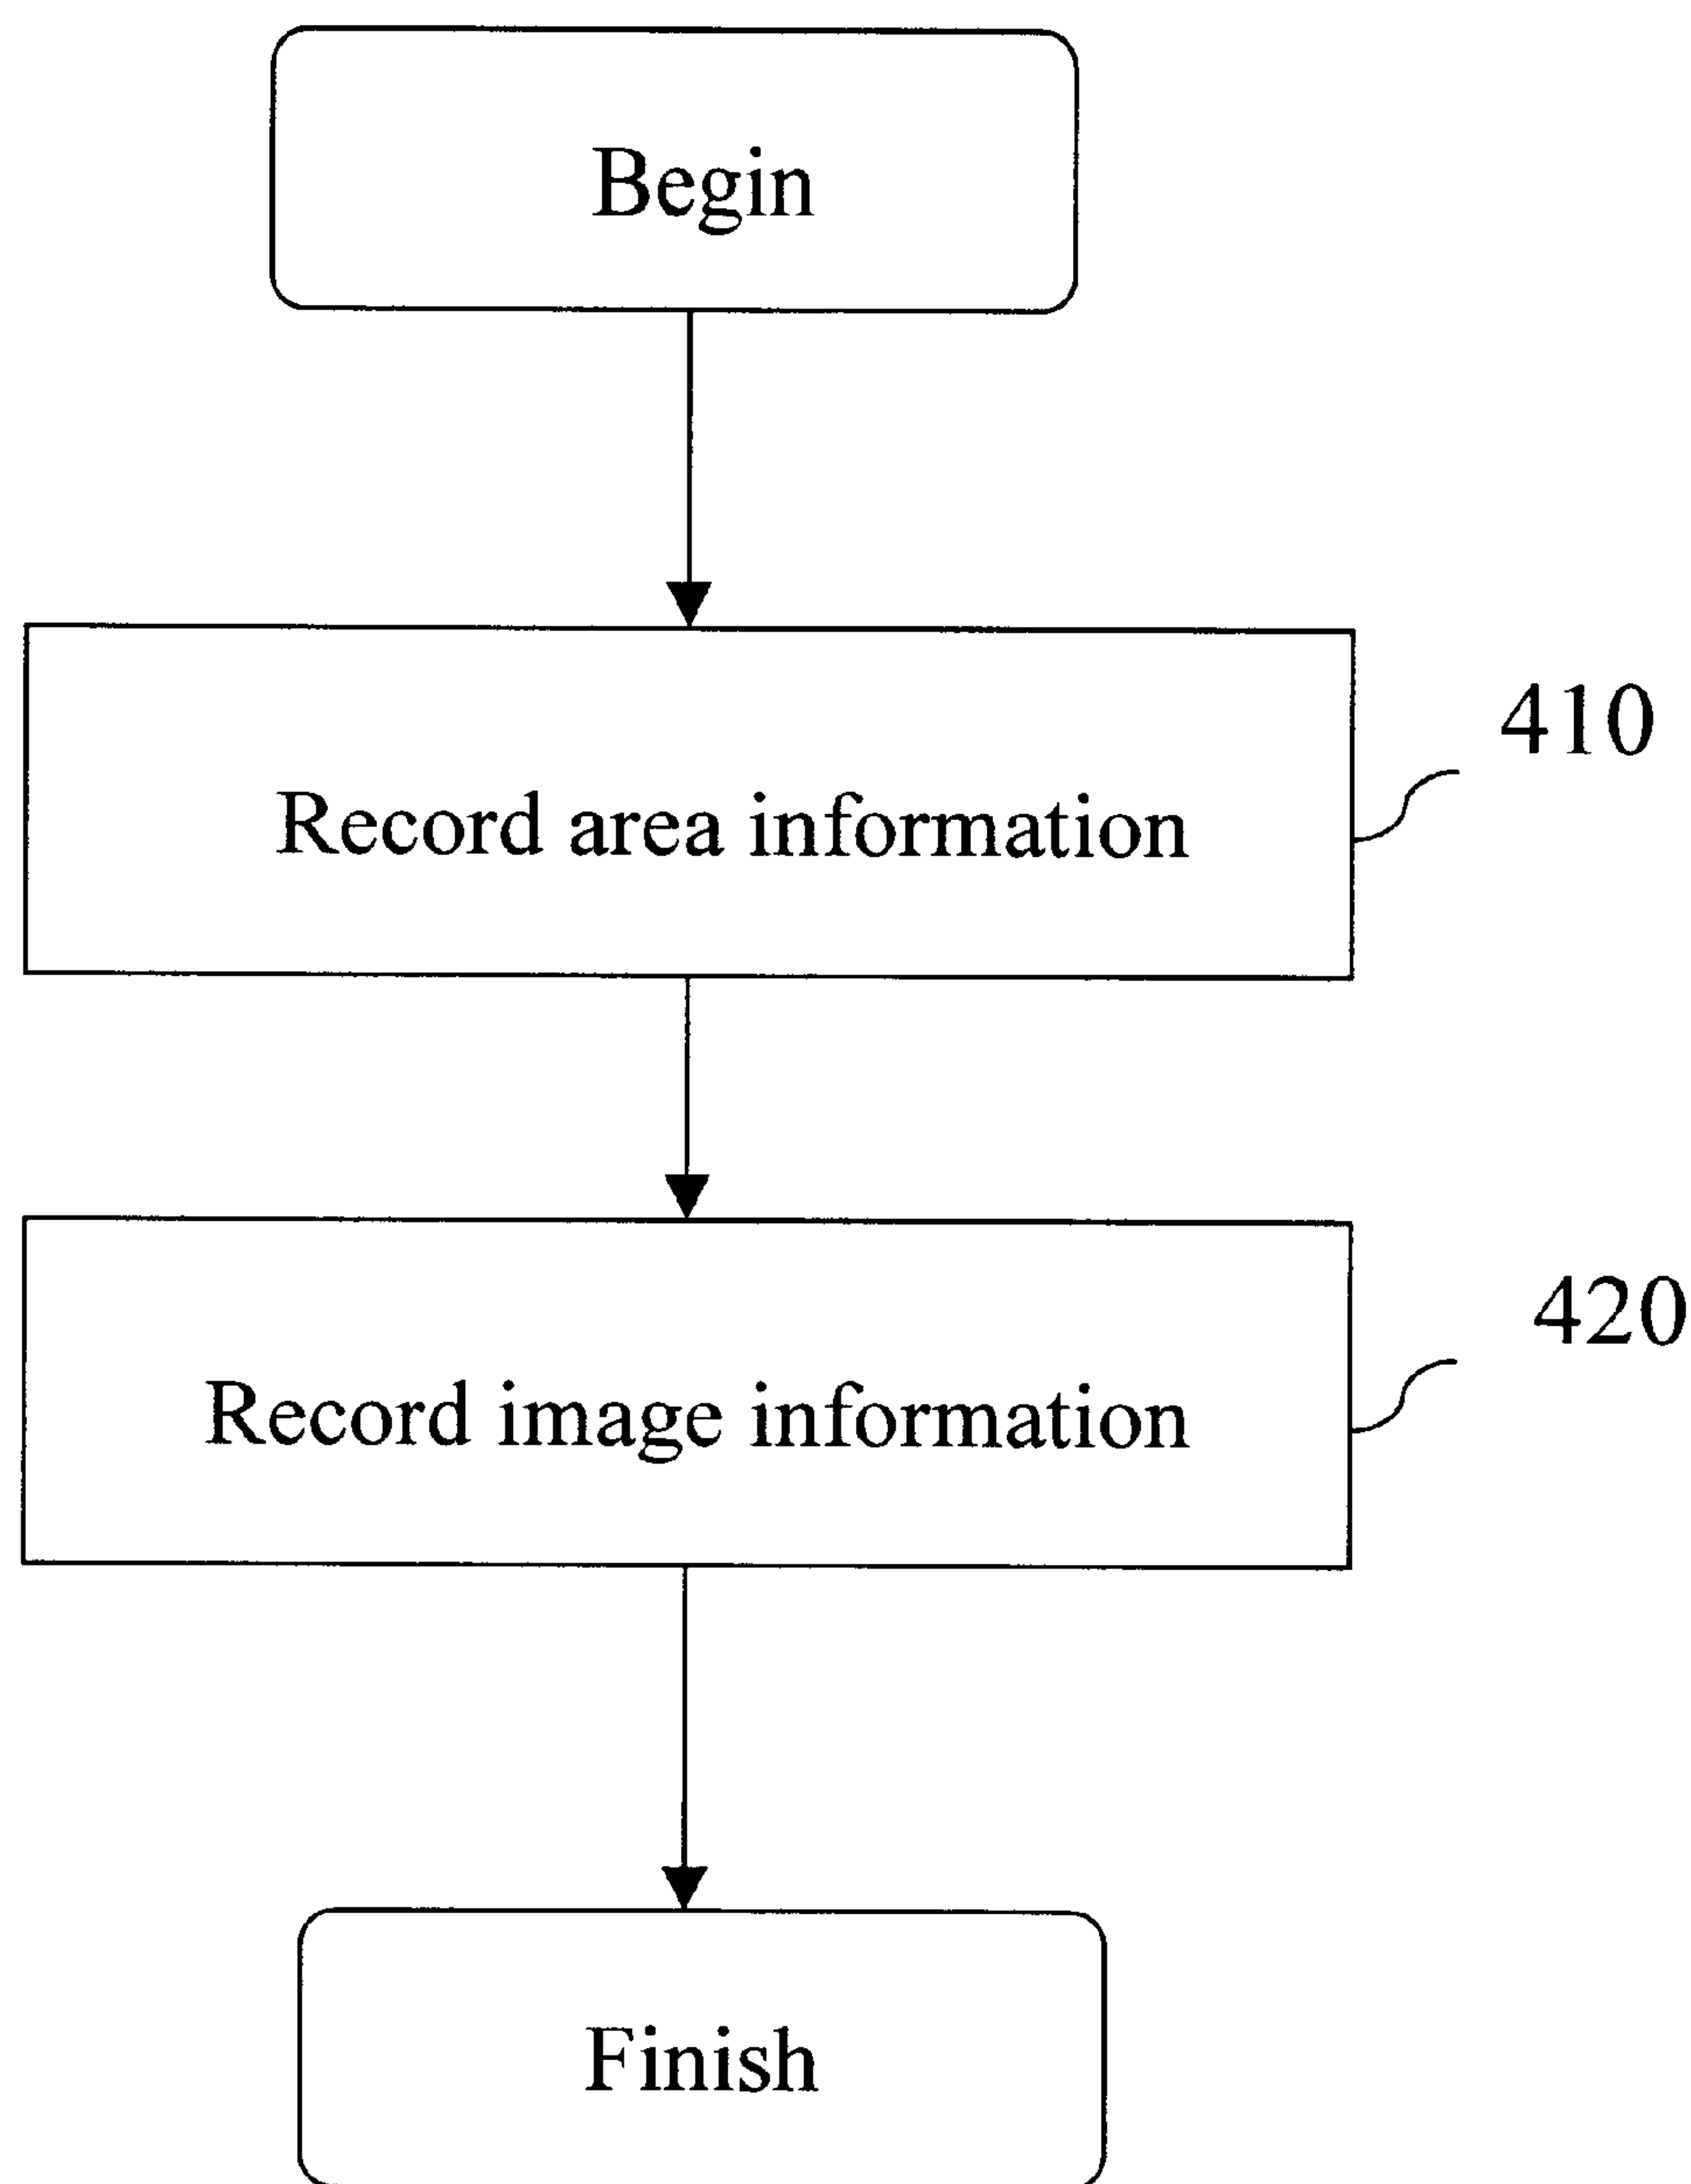 Begin
410
Record area information
420
Record image information
Finish